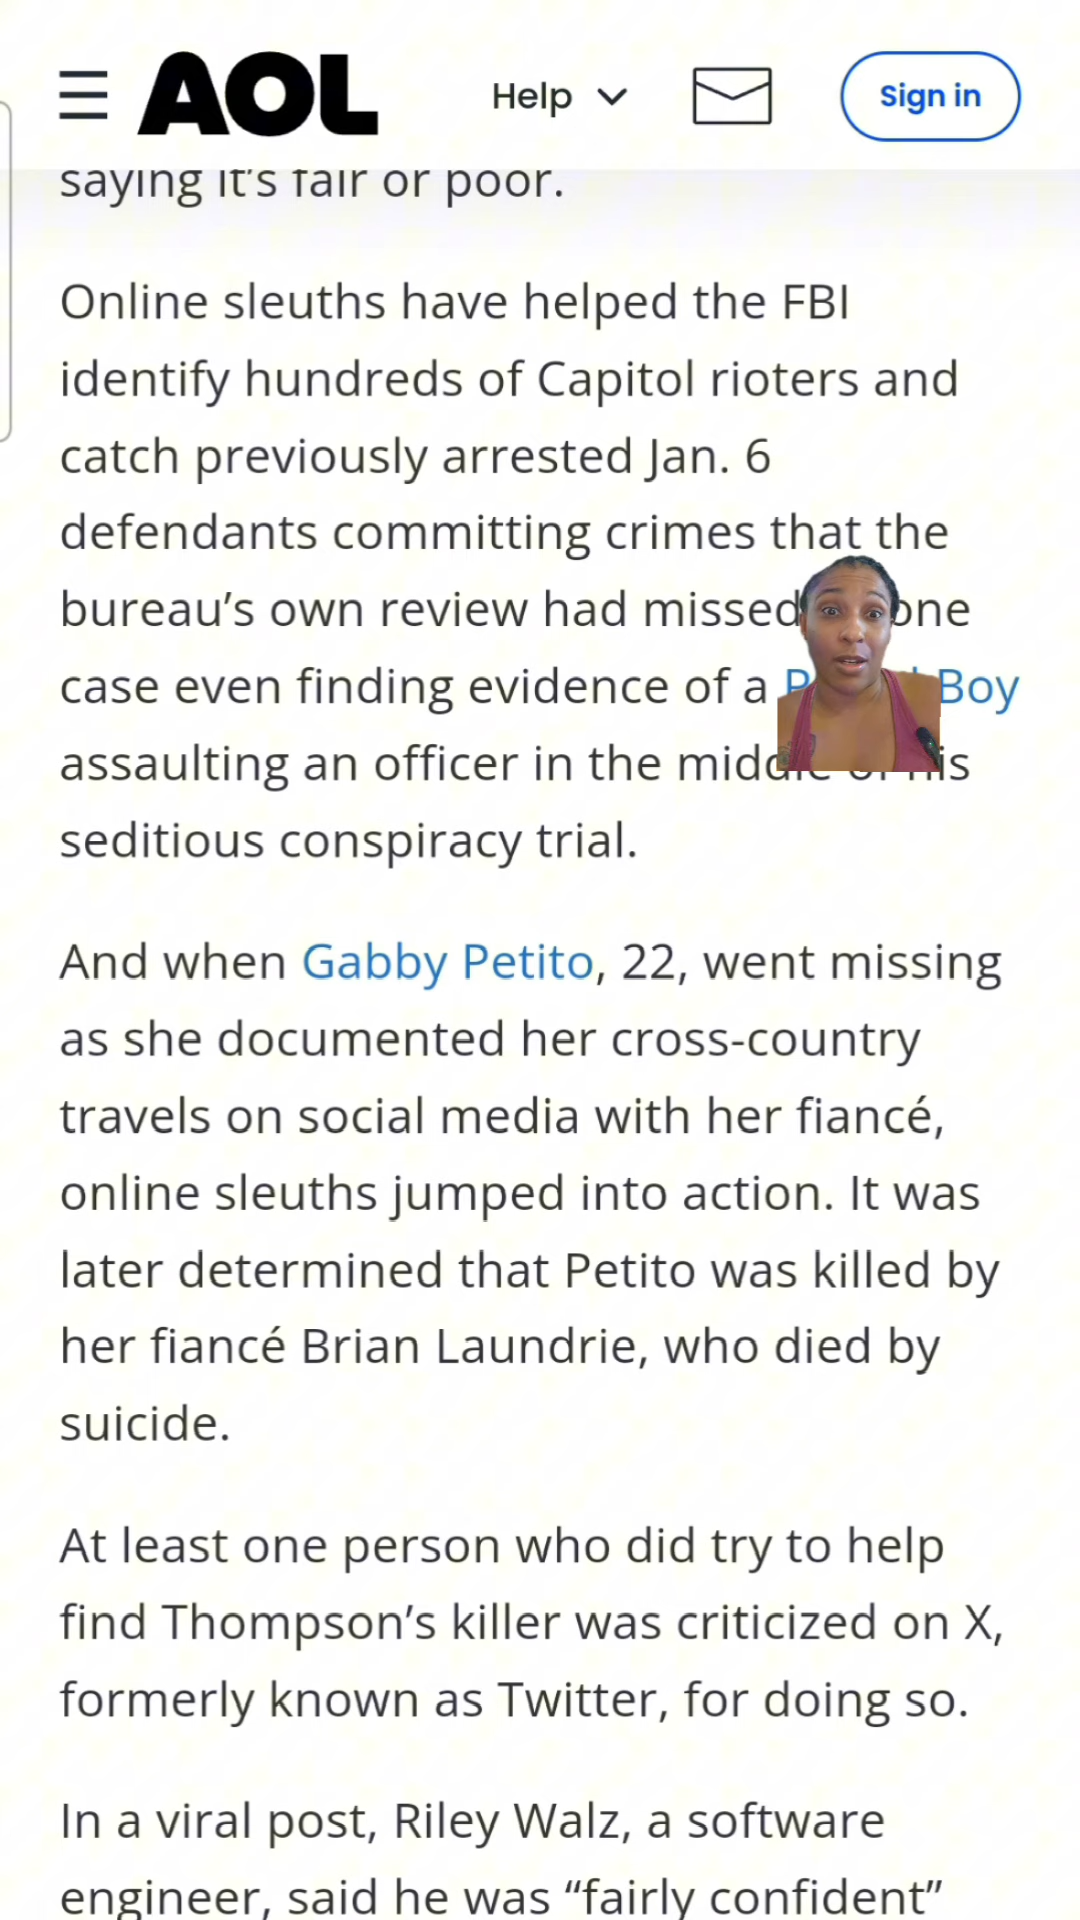 AOL
Help
Sign in
saying it's fair or poor.
Online sleuths have helped the FBI
identify hundreds of Capitol rioters and
catch previously arrested Jan. 6
defendants committing crimes that the
bureau’s own review had missed one
case even finding evidence of a Boy
assaulting an officer in the middle of his
seditious conspiracy trial.
And when Gabby Petito, 22, went missing
as she documented her cross-country
travels on social media with her fiancé,
online sleuths jumped into action. It was
later determined that Petito was killed by
her fiancé Brian Laundrie, who died by
suicide.
At least one person who did try to help
find Thompson’s killer was criticized on X,
formerly known as Twitter, for doing so.
In a viral post, Riley Walz, a software
engineer, said he was “fairly confident”